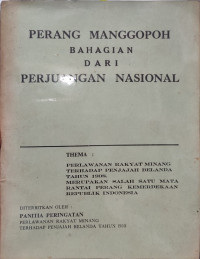 PERANG MANGGOPOH
BAHAGIAN
DARI
PERJUANGAN NASIONAL
THEMA :
PERLAWANAN RAKYAT MINANG
TERHADAP PENJAJAH BELANDA
TAHUN 1908.
MERUPAKAN SALAH SATU MATA
RANTAI PERANG KEMERDEKAAN
REPUBLIK INDONESIA
DITERBITKAN OLEH :
PANITIA PERINGATAN
PERLAWANAN RAKYAT MINANG
TERHADAP PENJAJAH BELANDA TAHUN 1908